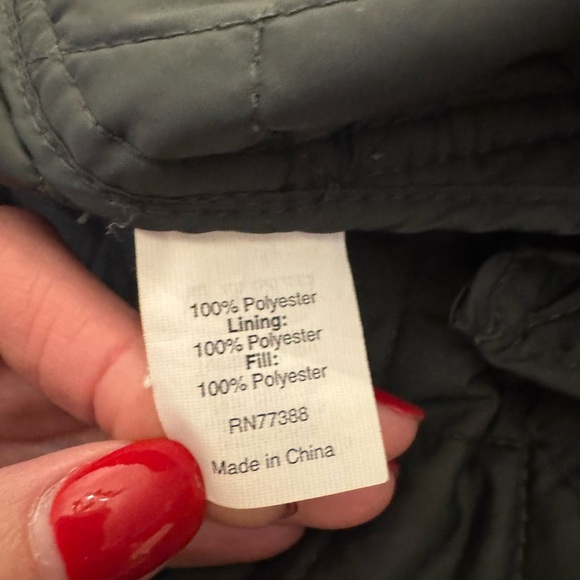 100% Polyester
Lining:
100% Polyester
Fill:
100% Polyester
RN77388
Made in China